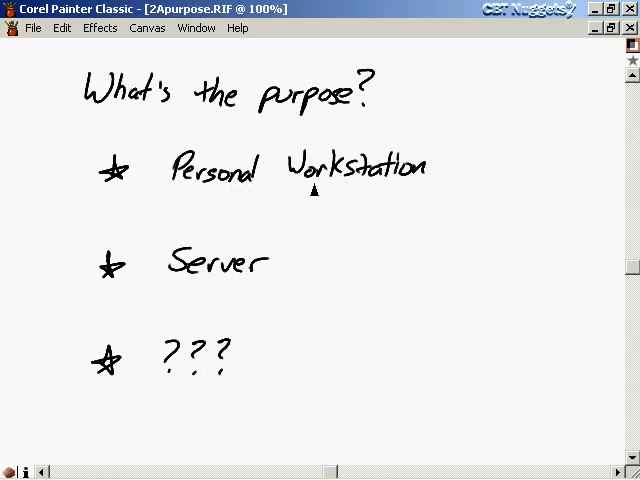 Corel Painter Classic - [2Apurpose.RIF @ 100%]
CBT Nuggets
File Edit Effects Canvas Window Help
What's the purpose?
Personal Workstation
Server
???